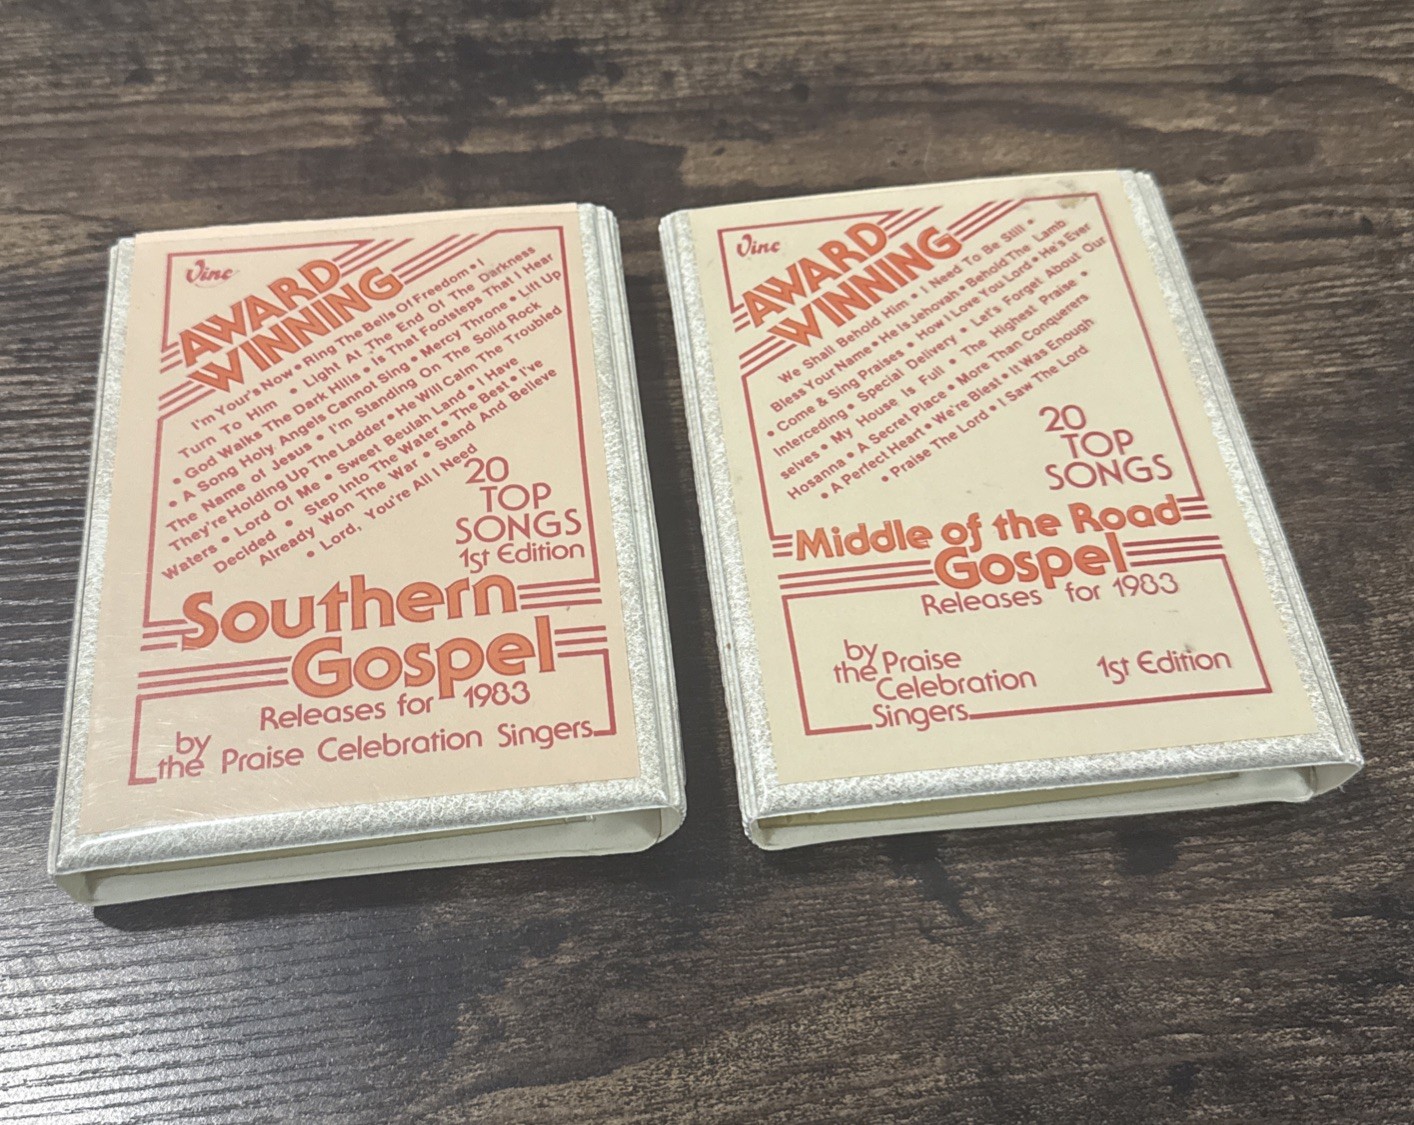 Vine
AWARD
WINNING
I'm Your's Now • Ring The Bells Of Freedom • I
Turn To Him • Light At The End Of The Darkness
• God Walks The Dark Hills • Is That Footsteps That I Hear
• A Song Holy Angels Cannot Sing • Mercy Throne • Lift Up
The Name of Jesus • I'm Standing On The Solid Rock
They're Holding Up The Ladder • He Will Calm The Troubled
Waters • Lord Of Me • Sweet Beulah Land • I Have
Decided • Step Into The Water • The Best • I've
Already Won The War • Stand And Believe
• Lord, You're All I Need
20
TOP
SONGS
1st Edition
Southern
Gospel
Releases for 1983
by
the Praise Celebration Singers
Vine
AWARD
WINNING
We Shall Behold Him • I Need To Be Still •
Bless Your Name • He Is Jehovah • Behold The Lamb
• Come & Sing Praises • How I Love You Lord • He's Ever
Interceding • Special Delivery • Let's Forget About Our
selves • My House Is Full • The Highest Praise •
Hosanna • A Secret Place • More Than Conquerers
• A Perfect Heart • We're Blest • It Was Enough
• Praise The Lord • I Saw The Lord
20
TOP
SONGS
Middle of the Road
Gospel
Releases for 1983
by
the Praise
Celebration
Singers
1st Edition